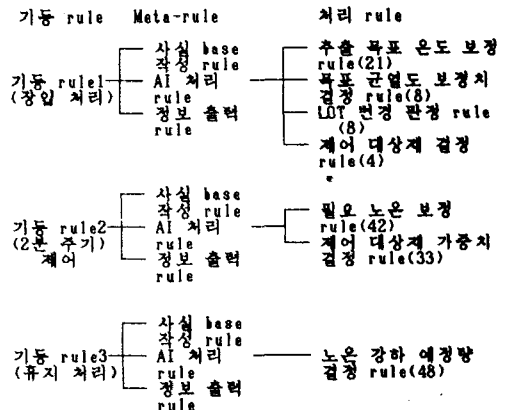 기동 rule Meta-rule 처리 rule
사실 base
작성 rule
기동 rule1
(장입 처리)
AI 처리
rule
정보 출력
rule
추출 목표 온도 보정
rule(21)
목표 균열도 보정치
결정 rule(8)
LOT 변경 판정 rule
(8)
제어 대상재 결정
rule(4)
사실 base
작성 rule
기동 rule2
(2분 주기)
제어
AI 처리
rule
정보 출력
rule
필요 노온 보정
rule(42)
제어 대상재 가중치
결정 rule(33)
사실 base
작성 rule
기동 rule3
(휴지 처리)
AI 처리
rule
정보 출력
rule
노온 강하 예정량
결정 rule(48)